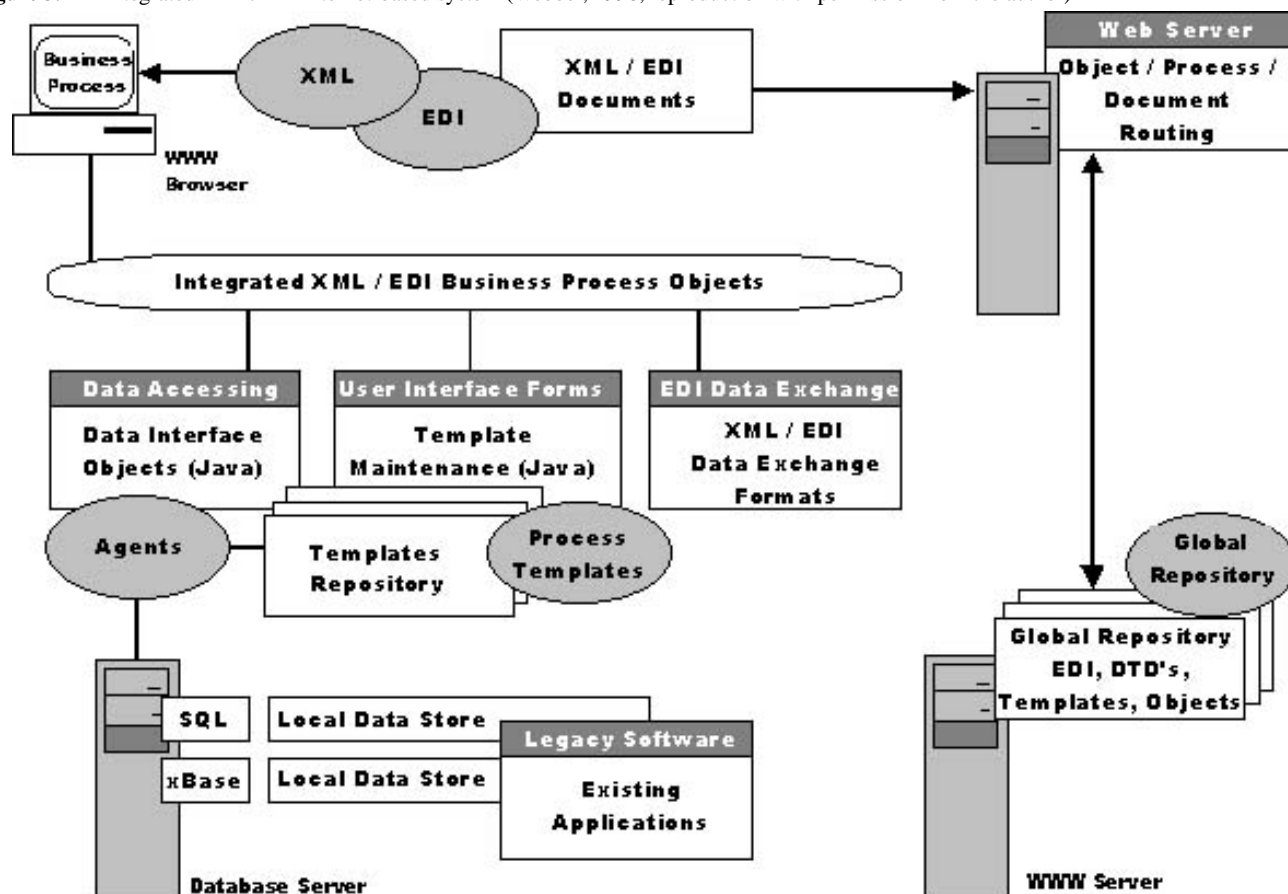 Business
Process
XML
EDI
XML / EDI
Documents
Web Server
Object / Process /
Document
Routing
WWW
Browser
Integrated XML / EDI Business Process Objects
Data Accessing
Data Interface
Objects (Java)
User Interface Forms
Template
Maintenance (Java)
EDI Data Exchange
XML / EDI
Data Exchange
Formats
Agents
Templates
Repository
Process
Templates
Global
Repository
Global Repository
EDI, DTD's,
Templates, Objects
SQL
Local Data Store
xBase
Local Data Store
Legacy Software
Existing
Applications
Database Server
WWW Server